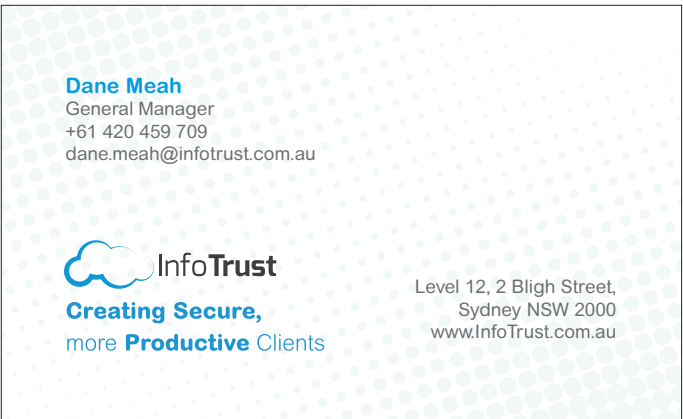 Dane Meah
General Manager
+61 420 459 709
dane.meah@infotrust.com.au
InfoTrust
Creating Secure,
more Productive Clients
Level 12, 2 Bligh Street,
Sydney NSW 2000
www.InfoTrust.com.au